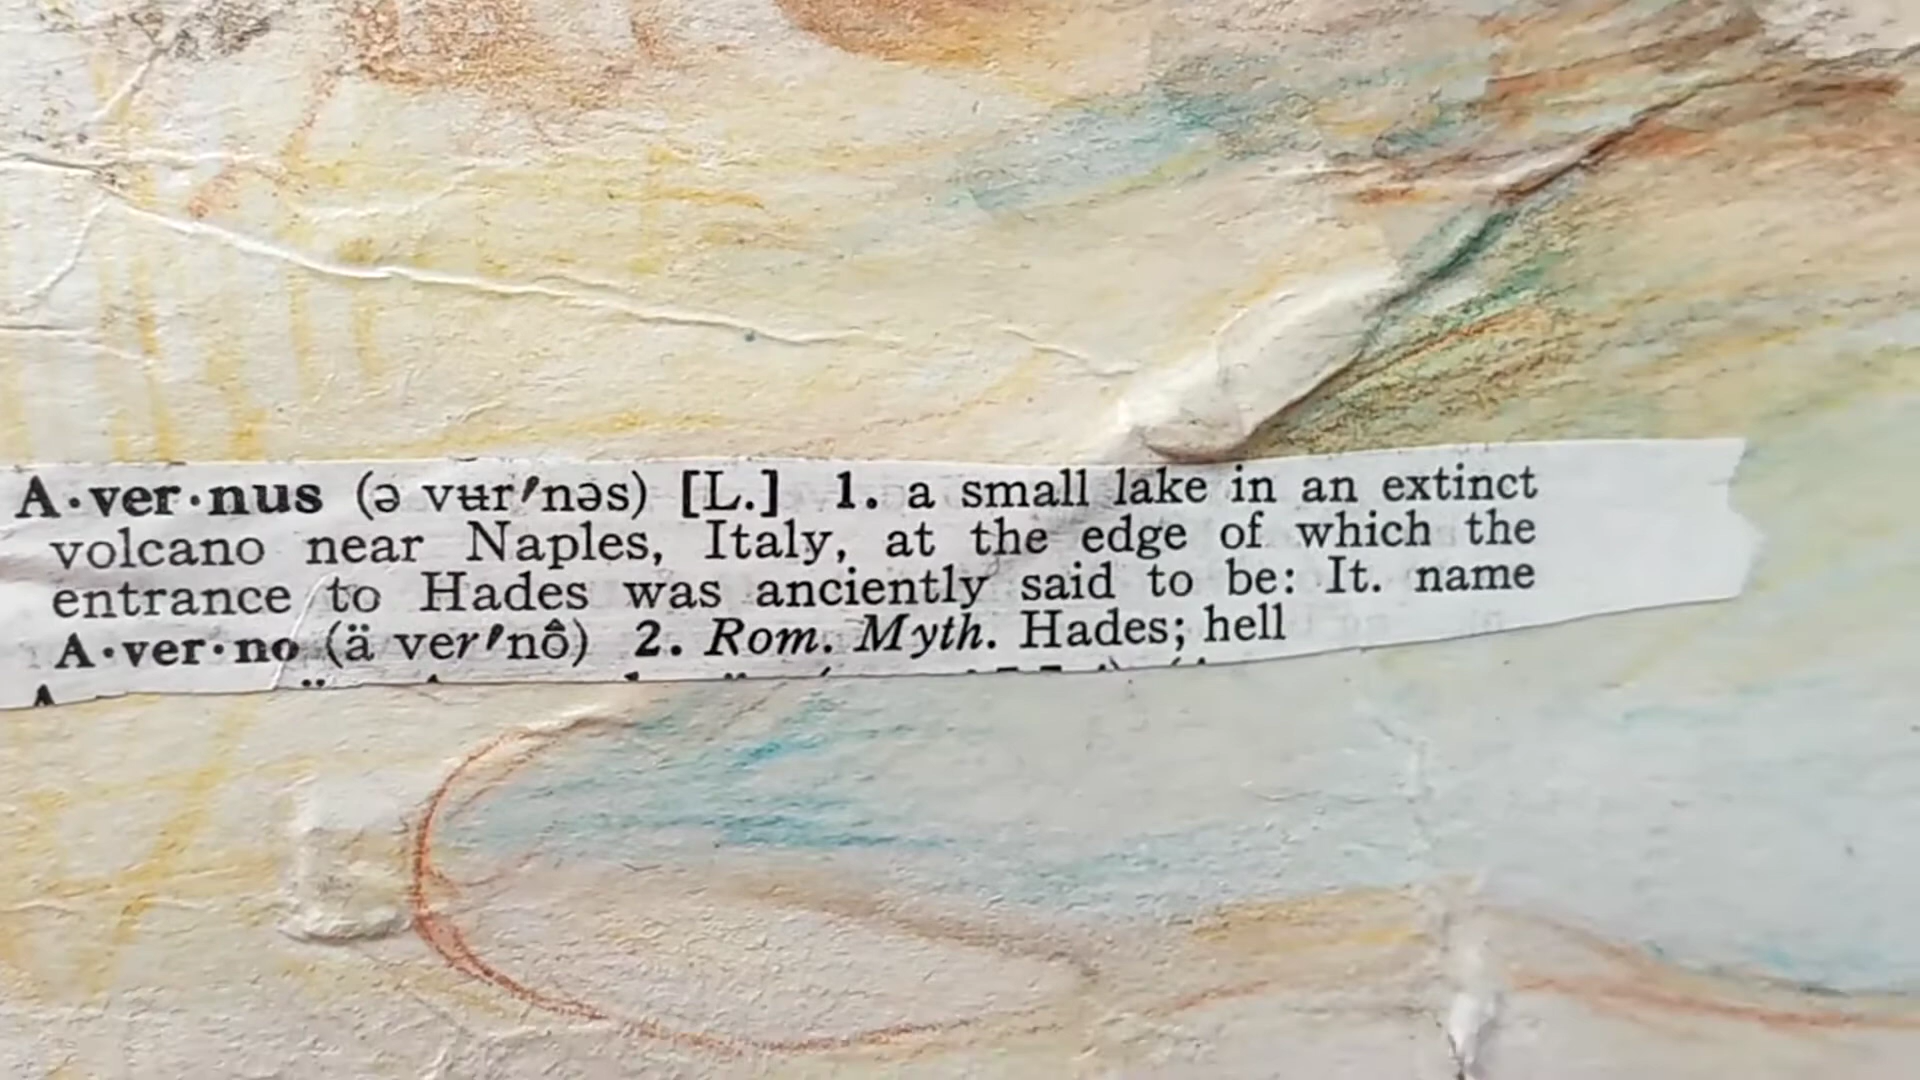 A·ver·nus (ə vʉr′nəs) [L.] 1. a small lake in an extinct
volcano near Naples, Italy, at the edge of which the
entrance to Hades was anciently said to be: It. name
A·ver·no (ä ver′nô) 2. Rom. Myth. Hades; hell